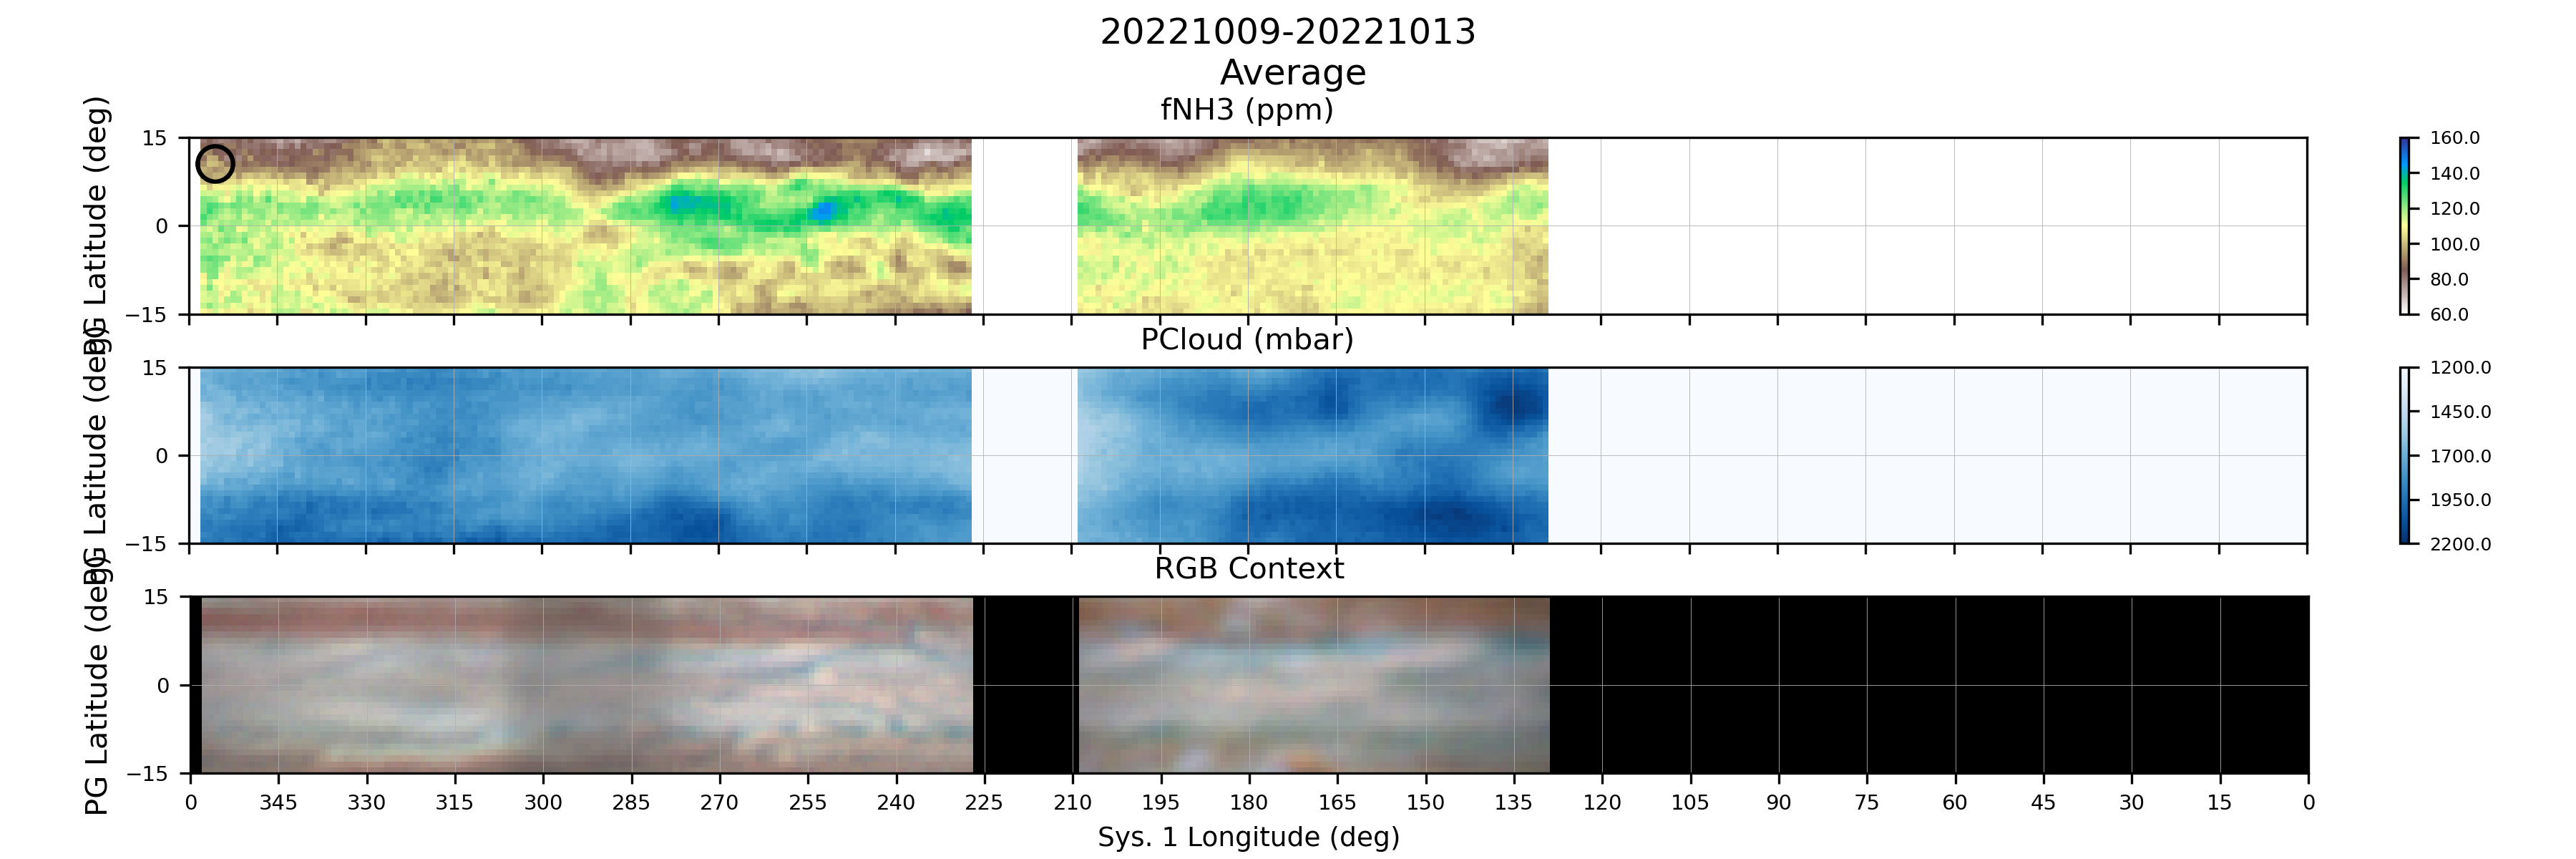 20221009-20221013
Average
fNH3 (ppm)
PG Latitude (deg)
15
0
−15
160.0
140.0
120.0
100.0
80.0
60.0
PCloud (mbar)
PG Latitude (deg)
15
0
−15
1200.0
1450.0
1700.0
1950.0
2200.0
RGB Context
PG Latitude (deg)
15
0
−15
0 345 330 315 300 285 270 255 240 225 210 195 180 165 150 135 120 105 90 75 60 45 30 15 0
Sys. 1 Longitude (deg)